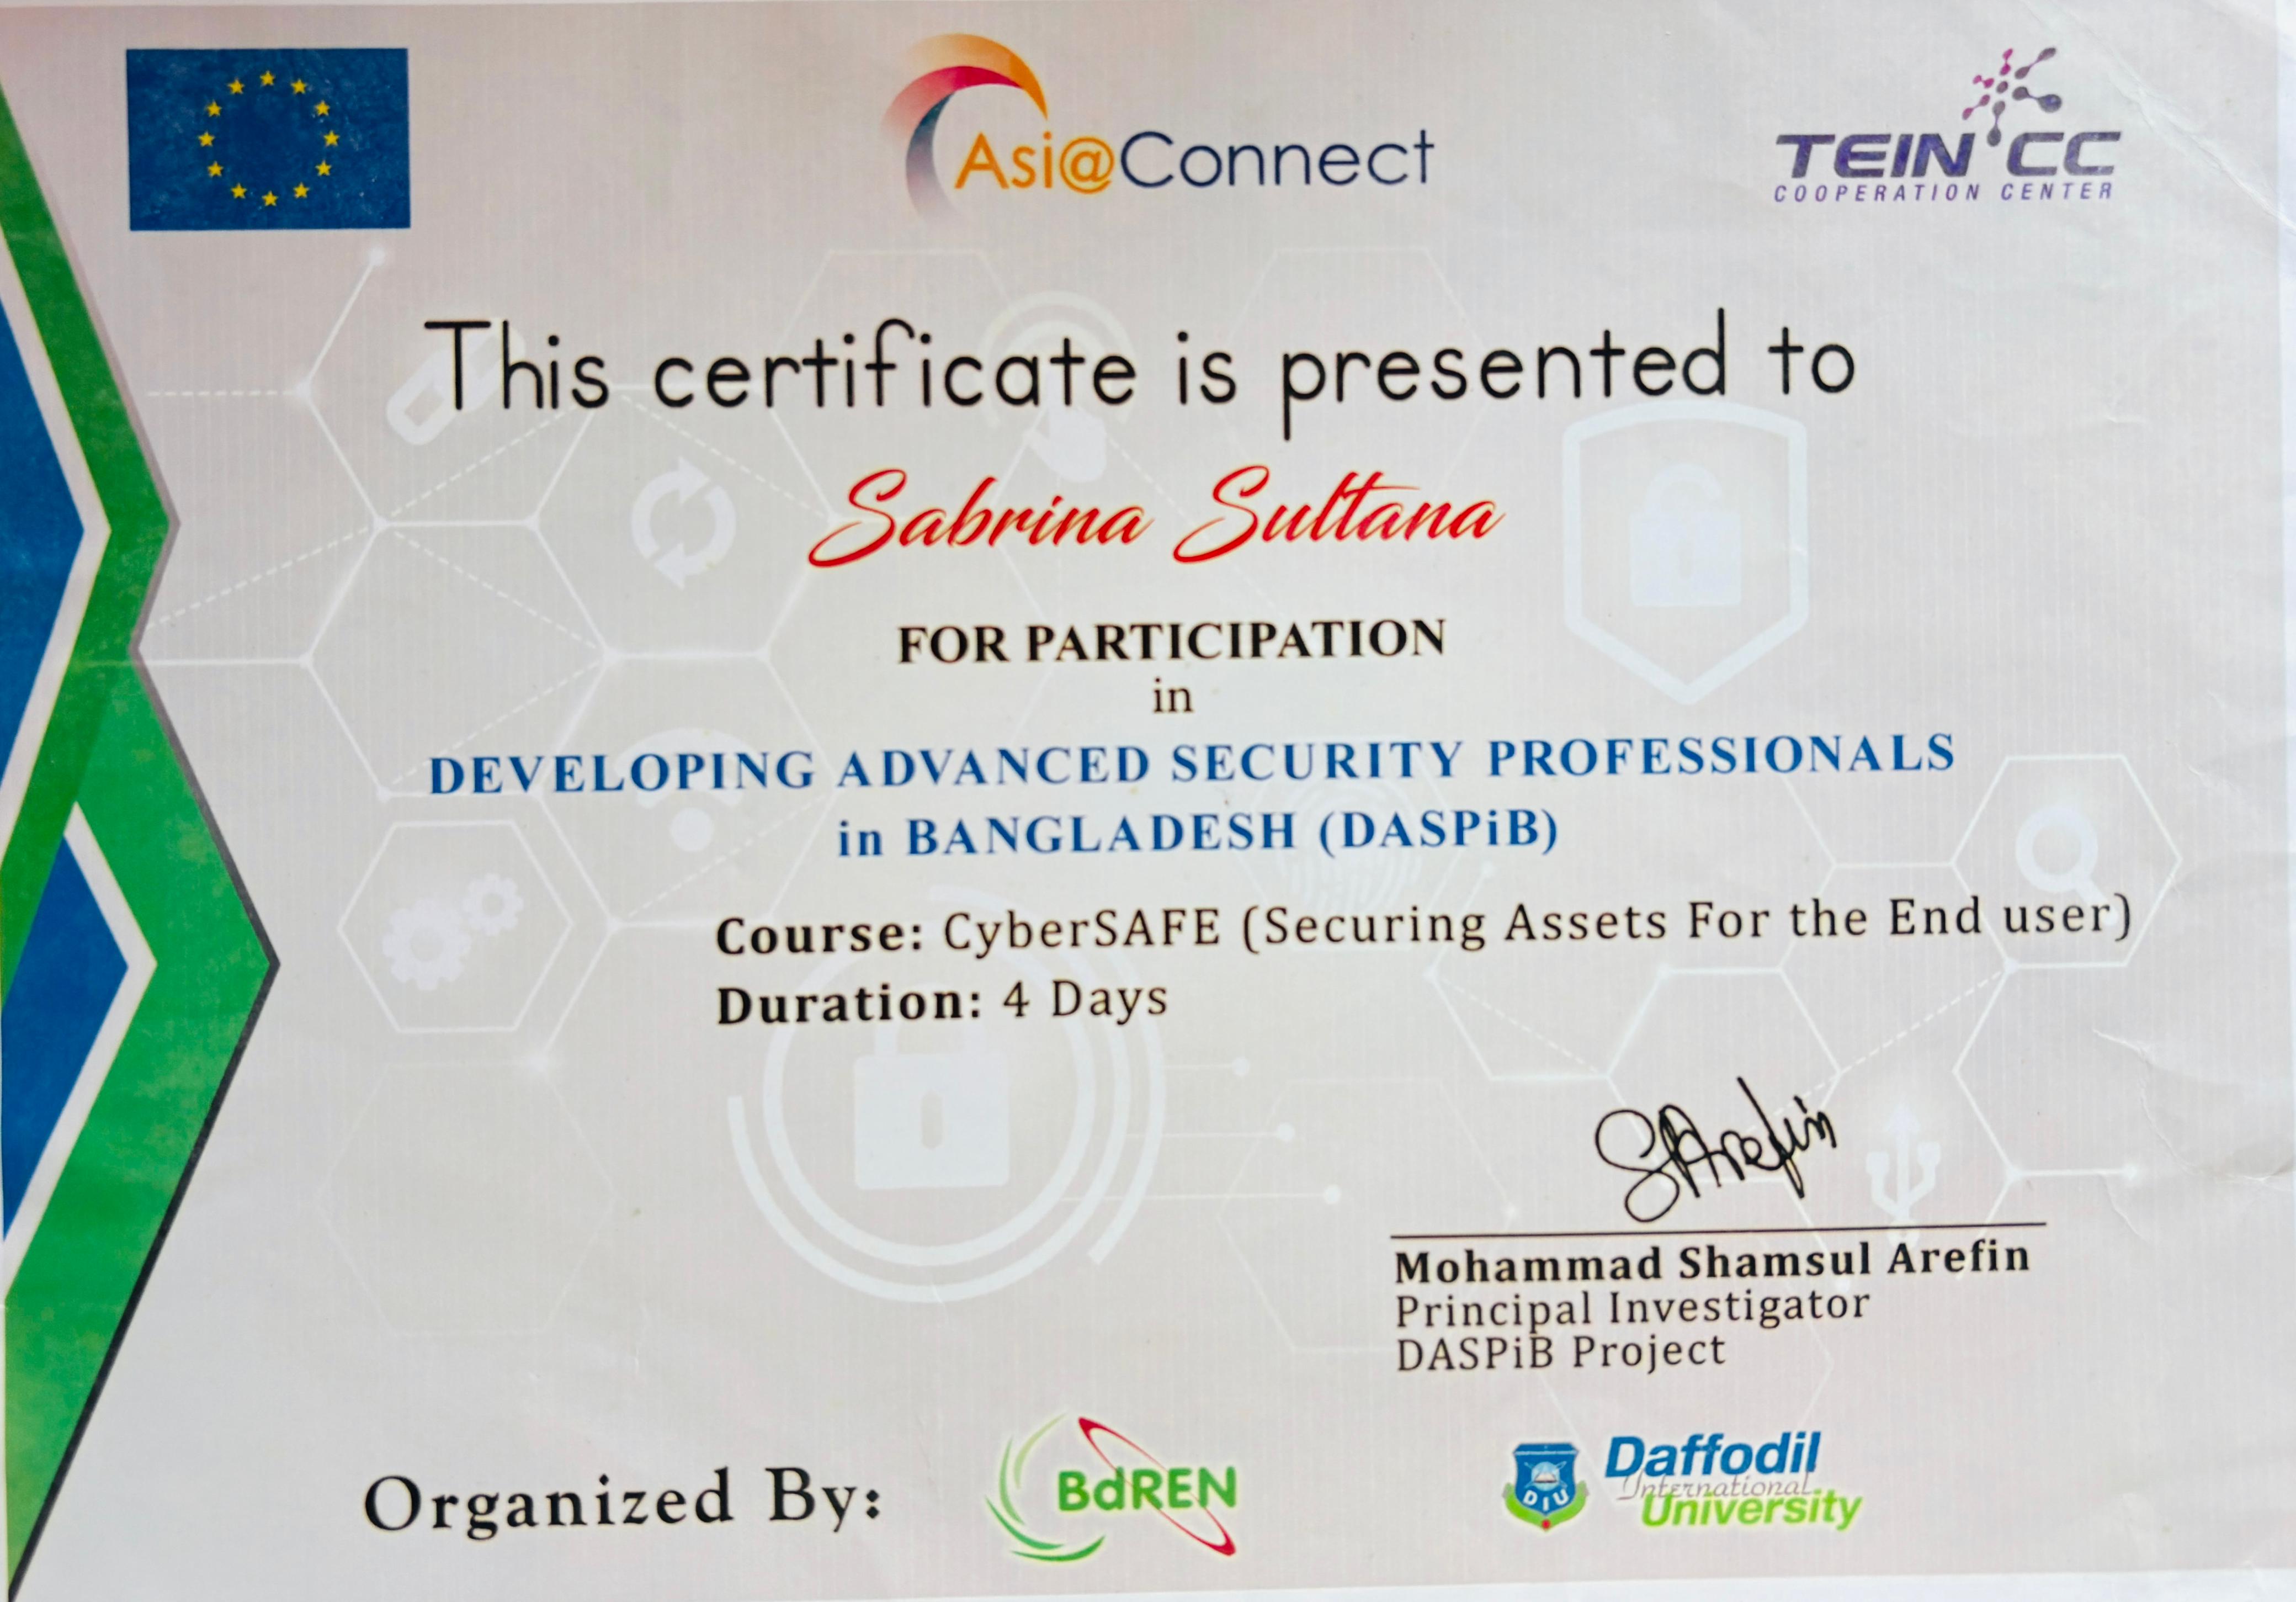 Asi@Connect
TEIN*CC
COOPERATION CENTER
This certificate is presented to
Sabrina Sultana
FOR PARTICIPATION
in
DEVELOPING ADVANCED SECURITY PROFESSIONALS
in BANGLADESH (DASPiB)
Course: CyberSAFE (Securing Assets For the End user)
Duration: 4 Days
SArefin
Mohammad Shamsul Arefin
Principal Investigator
DASPiB Project
Organized By:
BdREN
DIU
Daffodil
International
University